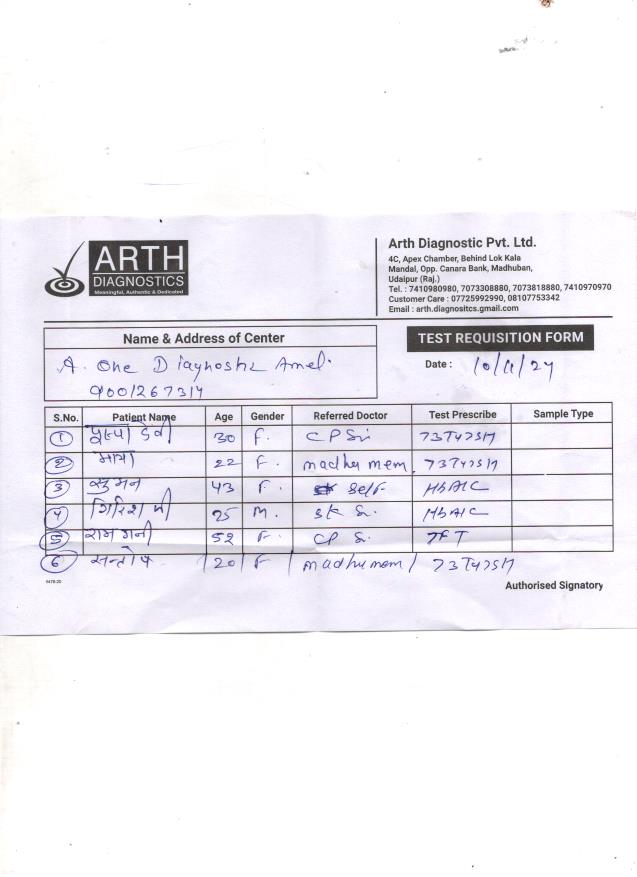 ARTH
DIAGNOSTICS
Meaningful, Authentic & Dedicated
Arth Diagnostic Pvt. Ltd.
4C, Apex Chamber, Behind Lok Kala
Mandal, Opp. Canara Bank, Madhuban,
Udaipur (Raj.)
Tel. : 7410980980, 7073308880, 7073818880, 7410970970
Customer Care : 07725992990, 08107753342
Email : arth.diagnositcs.gmail.com
Name & Address of Center
A. One Diagnostic Amet.
9001267314
TEST REQUISITION FORM
Date : 10/11/24
S.No. Patient Name Age Gender Referred Doctor Test Prescribe Sample Type
1 देवी 30 F. CP Sir T3T4TSH
2 माया 22 F. madhu mem T3T4TSH
3 सुमन 43 F. Self HbA1C
4 गिरिश जी 25 M. SK Sr. HbA1C
5 52 F. CP Sr. TFT
6 सन्तोष /20/F/ madhu mem/ T3T4TSH
Authorised Signatory